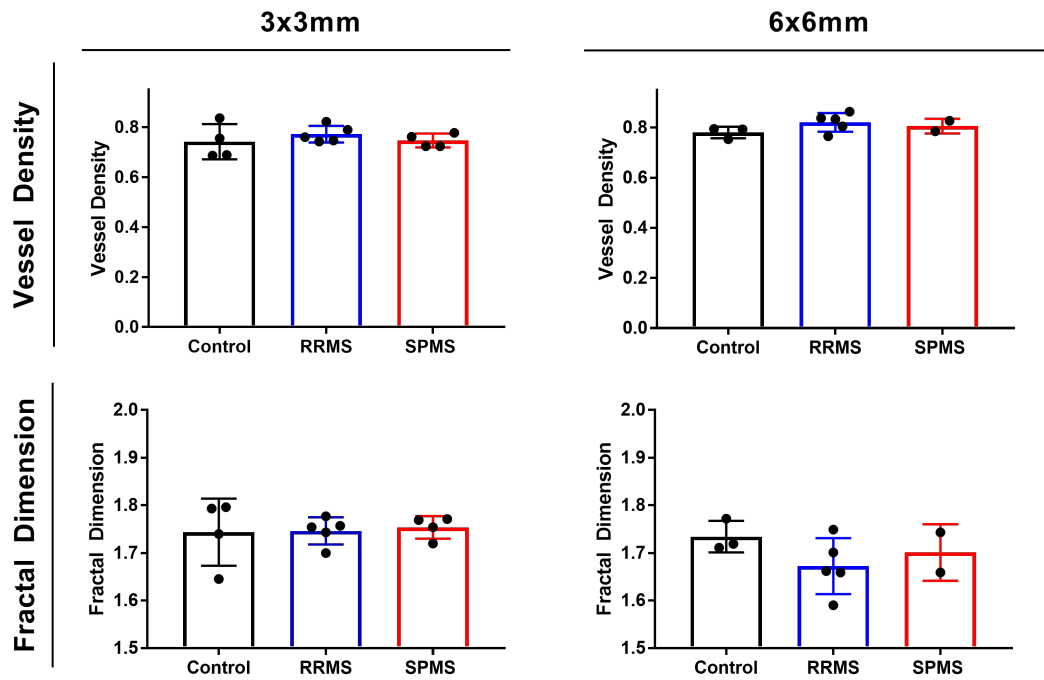 3x3mm
6x6mm
Vessel Density
Vessel Density
0.8
0.6
0.4
0.2
0.0
Control RRMS SPMS
Vessel Density
0.8
0.6
0.4
0.2
0.0
Control RRMS SPMS
Fractal Dimension
Fractal Dimension
2.0
1.9
1.8
1.7
1.6
1.5
Control RRMS SPMS
Fractal Dimension
2.0
1.9
1.8
1.7
1.6
1.5
Control RRMS SPMS